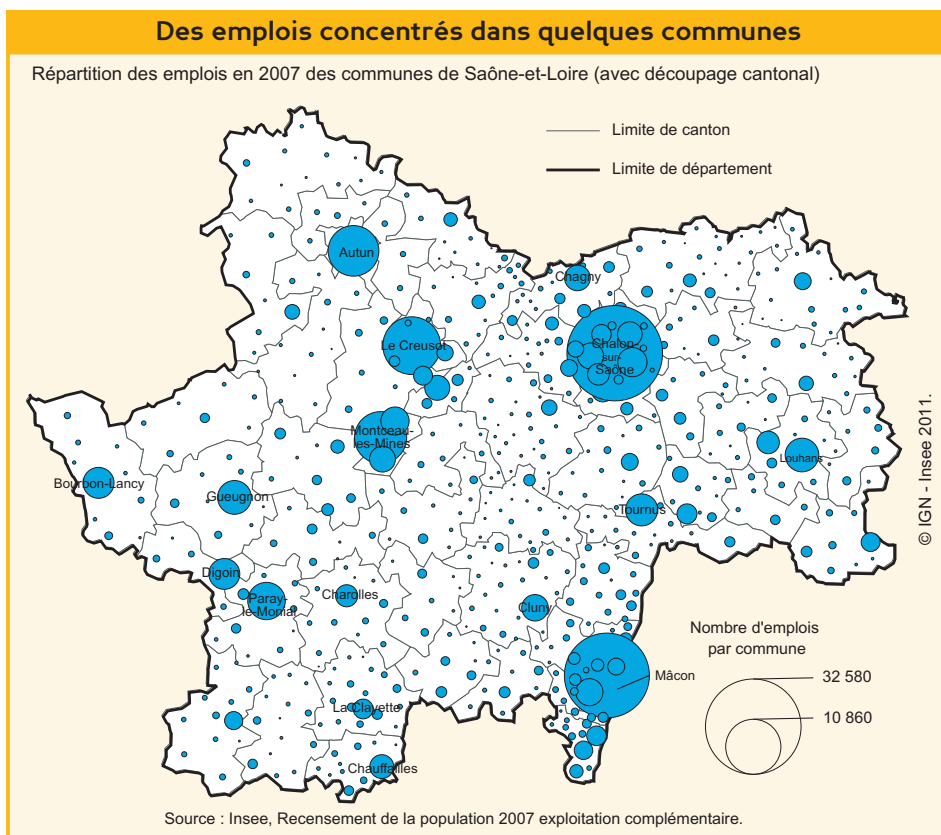 Des emplois concentrés dans quelques communes
Répartition des emplois en 2007 des communes de Saône-et-Loire (avec découpage cantonal)
Limite de canton
Limite de département
Autun
Chagny
Le Creusot
Chalon-
sur-
Saône
Montceau-
les-Mines
Louhans
Bourbon-Lancy
Gueugnon
Tournus
Digoin
Paray-
le-Monial
Charolles
Cluny
Mâcon
La Clayette
Chauffailles
Nombre d'emplois
par commune
32 580
10 860
© IGN - Insee 2011.
Source : Insee, Recensement de la population 2007 exploitation complémentaire.